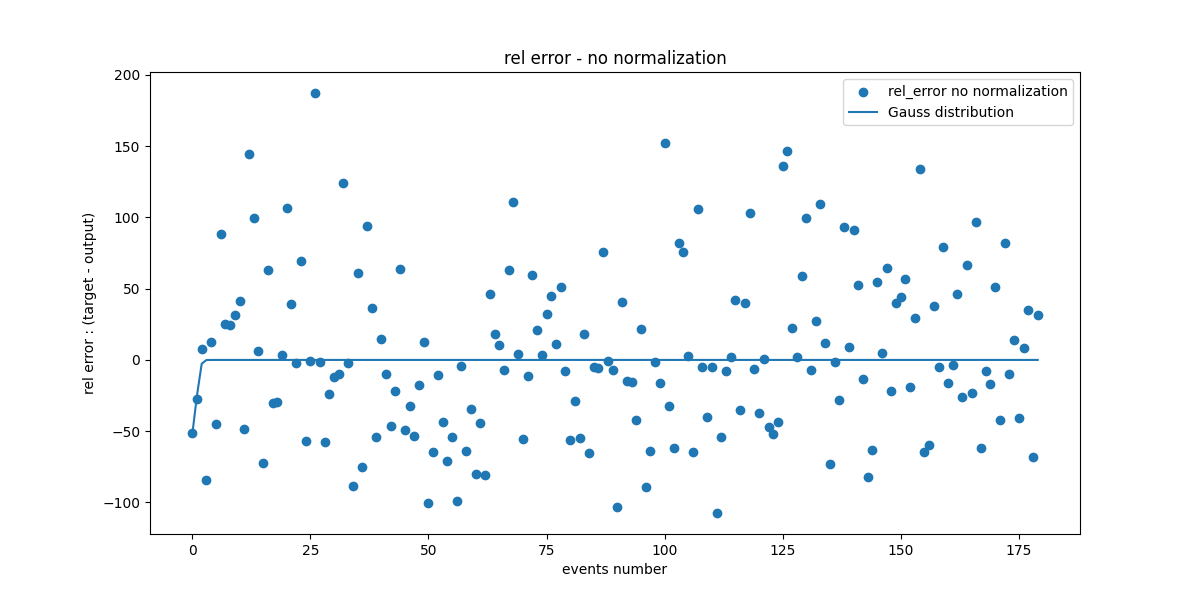 rel error - no normalization
rel error : (target - output)
200
150
100
50
0
−50
−100
rel_error no normalization
Gauss distribution
0 25 50 75 100 125 150 175
events number